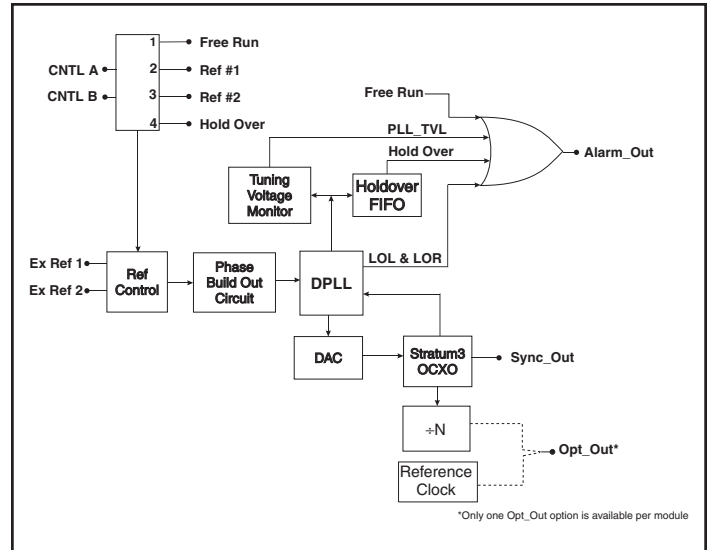 1 Free Run
CNTL A 2 Ref #1
CNTL B 3 Ref #2
4 Hold Over
Free Run
PLL_TVL
Hold Over
Alarm_Out
Tuning
Voltage
Monitor
Holdover
FIFO
LOL & LOR
Ex Ref 1
Ex Ref 2
Ref
Control
Phase
Build Out
Circuit
DPLL
DAC
Stratum3
OCXO
Sync_Out
÷N
Opt_Out*
Reference
Clock
*Only one Opt_Out option is available per module